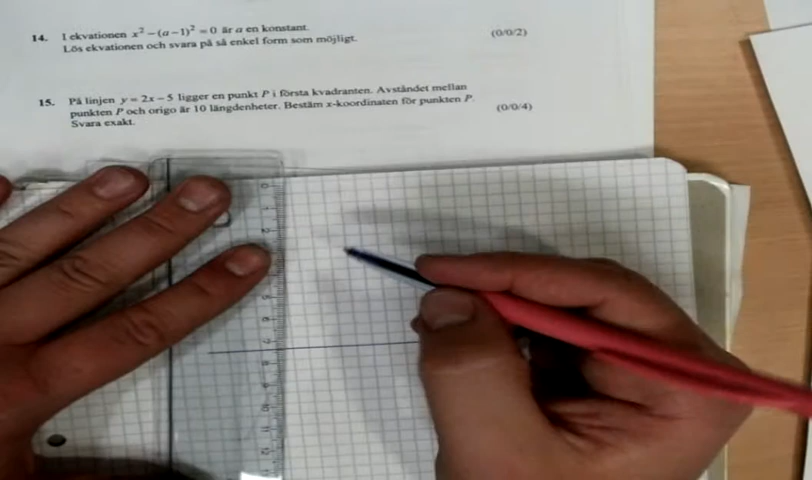 14. I ekvationen x² – (a – 1)² = 0 är a en konstant.
Lös ekvationen och svara på så enkel form som möjligt. (0/0/2)
15. På linjen y = 2x – 5 ligger en punkt P i första kvadranten. Avståndet mellan
punkten P och origo är 10 längdenheter. Bestäm x-koordinaten för punkten P.
Svara exakt. (0/0/4)